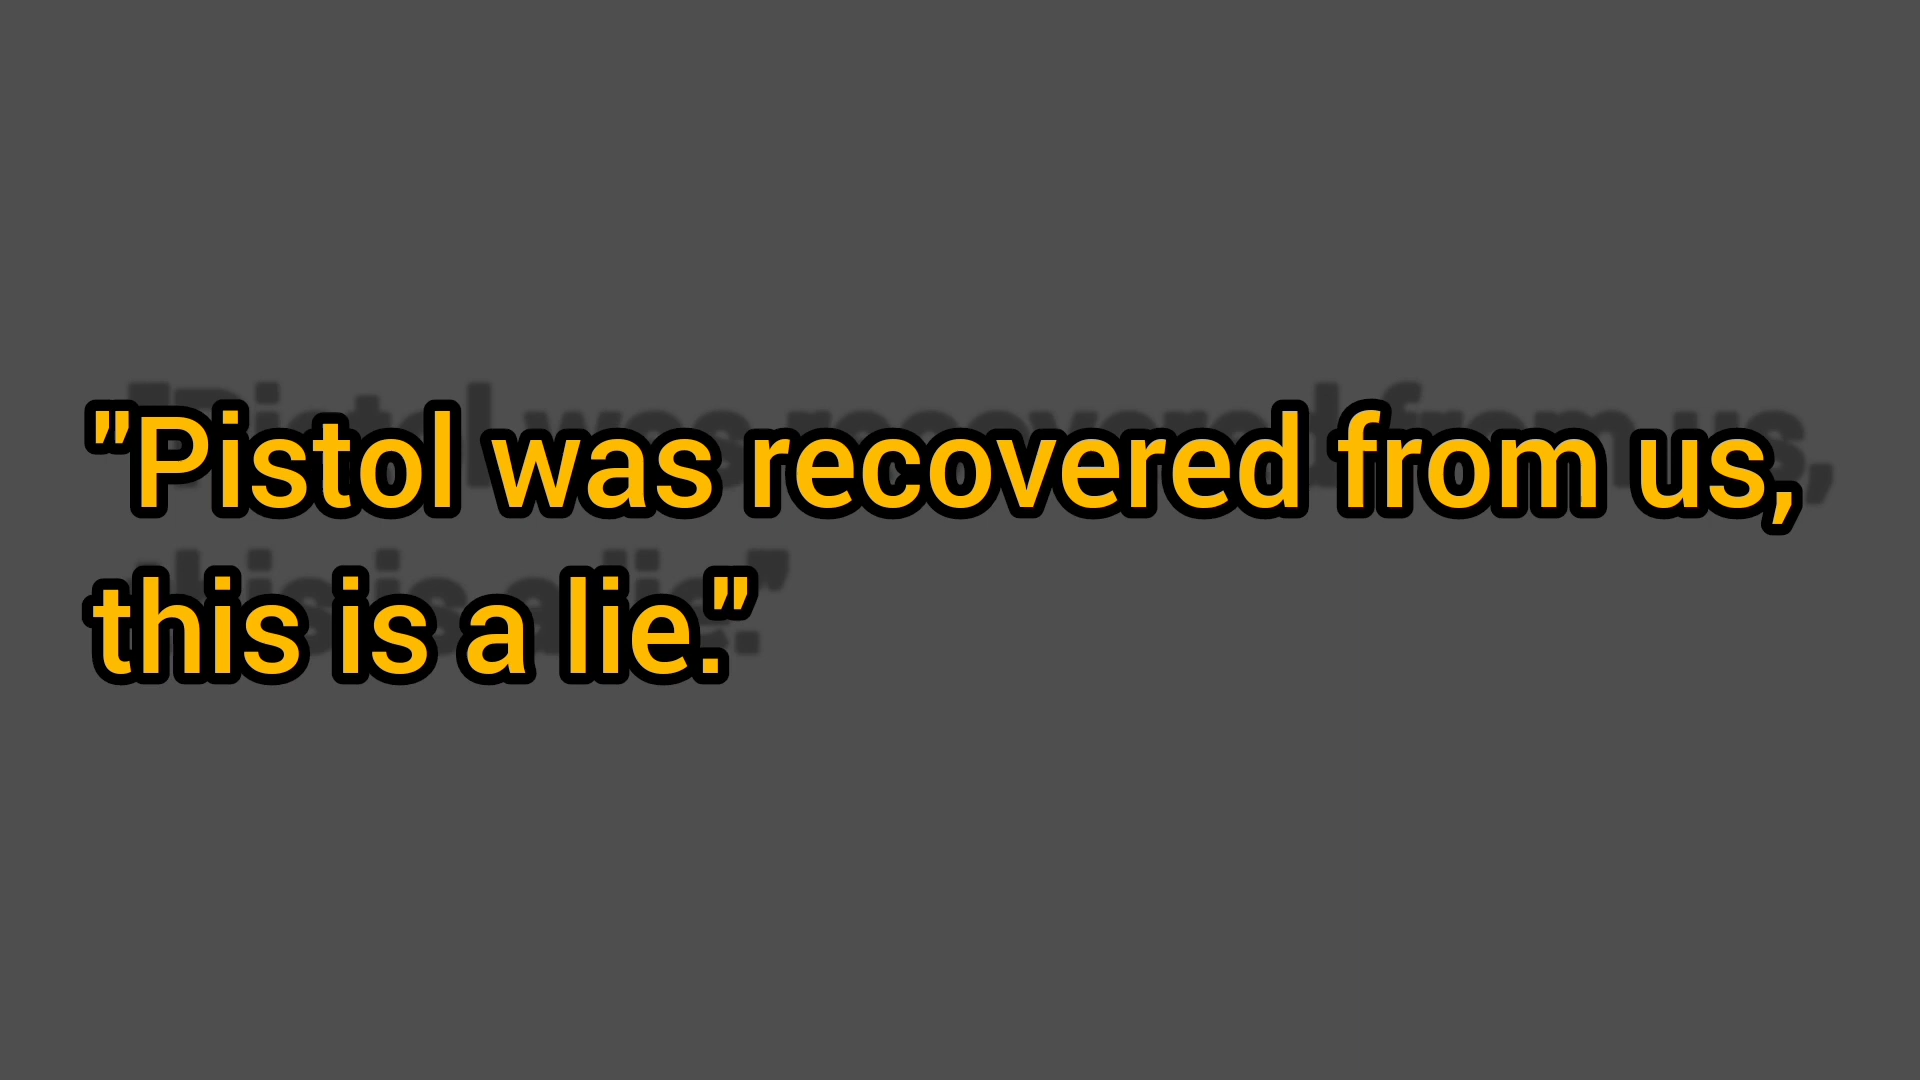 "Pistol was recovered from us,
this is a lie."